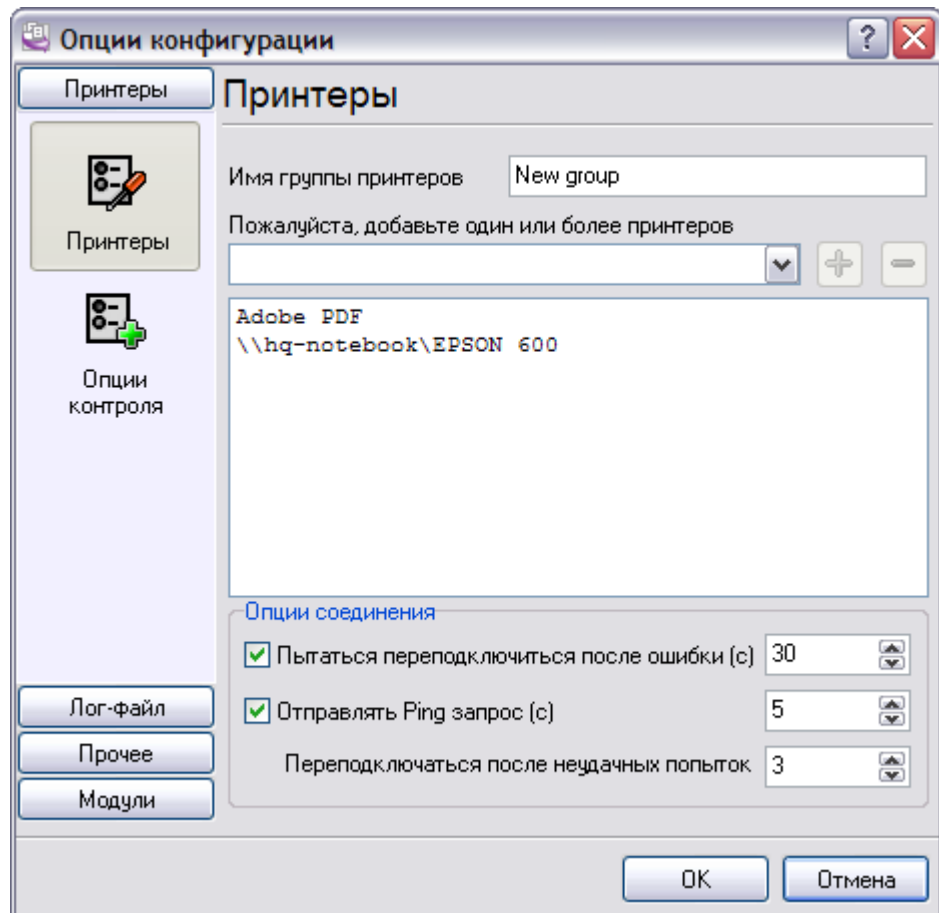 Опции конфигурации
Принтеры
Принтеры
Опции
контроля
Лог-файл
Прочее
Модули
Принтеры
Имя группы принтеров New group
Пожалуйста, добавьте один или более принтеров
Adobe PDF
\\hq-notebook\EPSON 600
Опции соединения
Пытаться переподключиться после ошибки (с) 30
Отправлять Ping запрос (с) 5
Переподключаться после неудачных попыток 3
OK Отмена